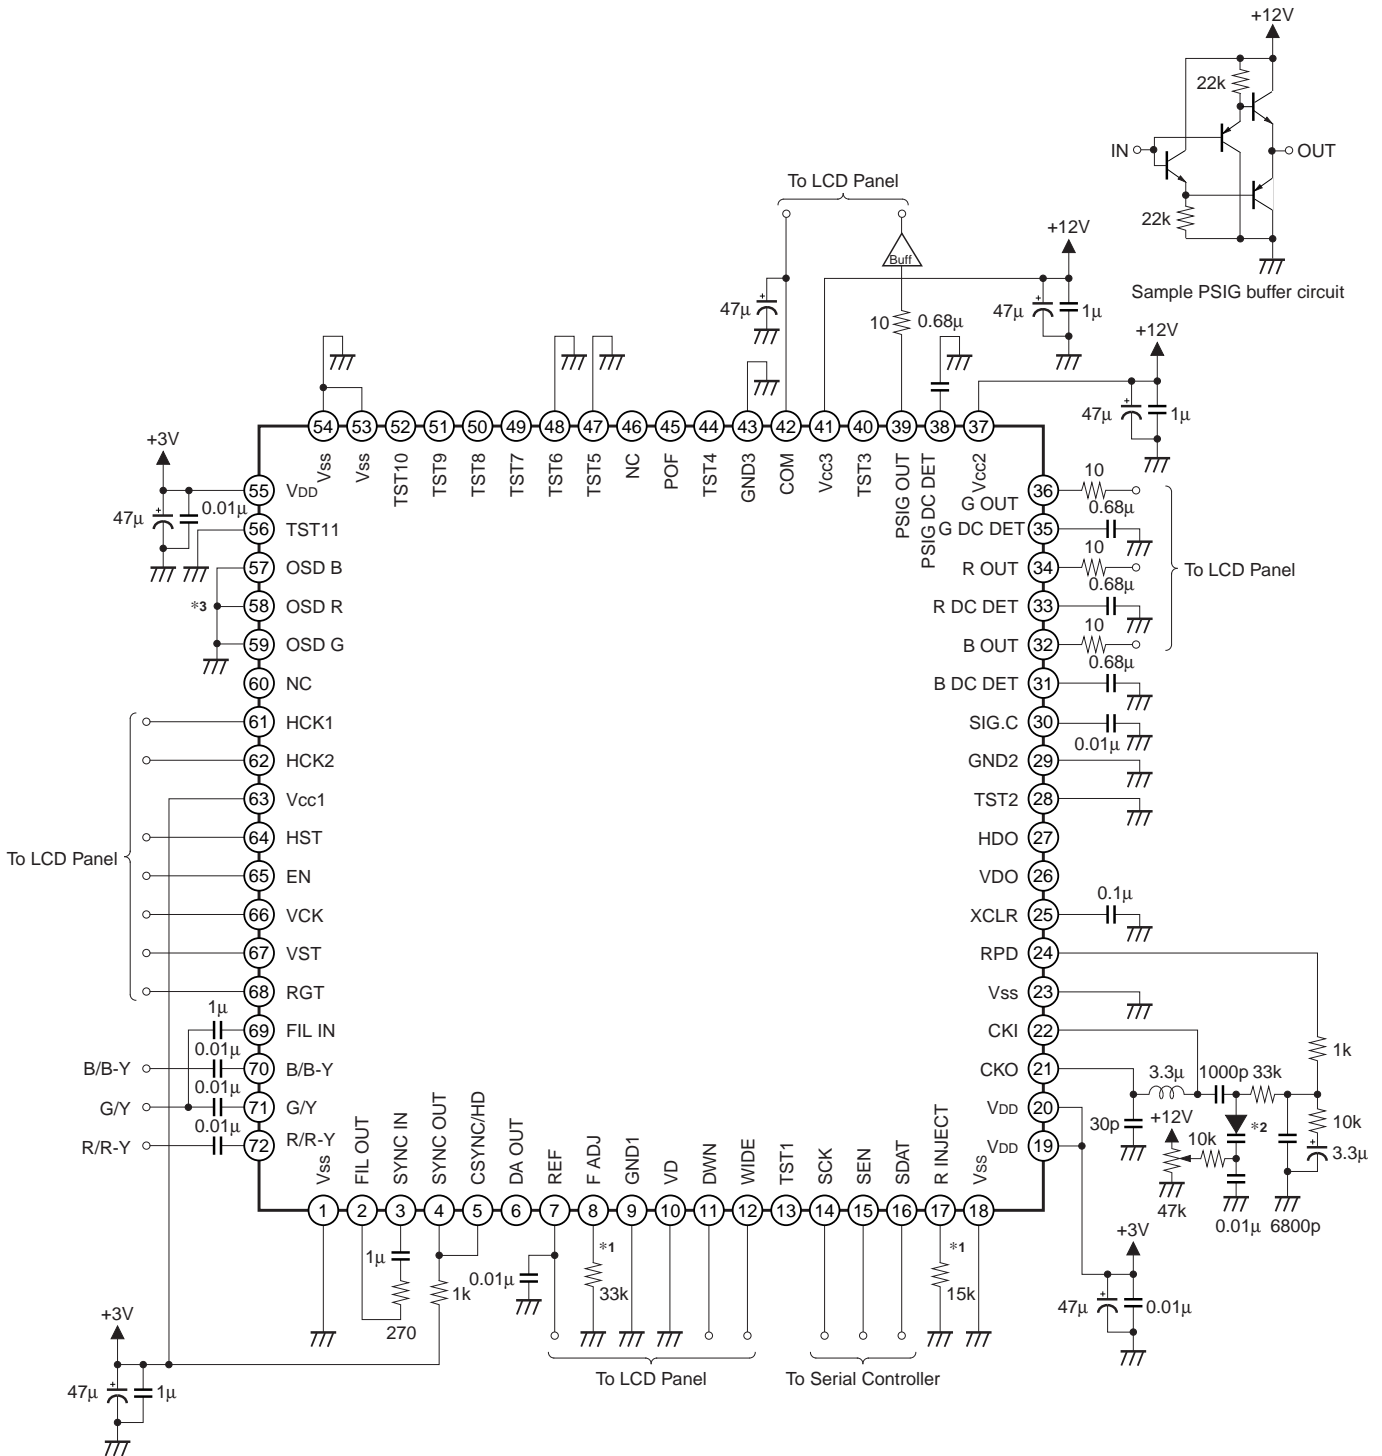 +12V
22k
IN
OUT
22k
Sample PSIG buffer circuit
To LCD Panel
Buff
+12V
47µ
+
10
0.68µ
47µ
+
1µ
+12V
47µ
+
1µ
+3V
47µ
+
0.01µ
54
53
52
51
50
49
48
47
46
45
44
43
42
41
40
39
38
37
Vss
Vss
TST10
TST9
TST8
TST7
TST6
TST5
NC
POF
TST4
GND3
COM
Vcc3
TST3
PSIG OUT
PSIG DC DET
Vcc2
55 VDD
56 TST11
57 OSD B
*3
58 OSD R
59 OSD G
60 NC
61 HCK1
62 HCK2
63 Vcc1
64 HST
To LCD Panel
65 EN
66 VCK
67 VST
68 RGT
1µ
69 FIL IN
0.01µ
B/B-Y
70 B/B-Y
0.01µ
G/Y
71 G/Y
0.01µ
R/R-Y
72 R/R-Y
G OUT 36
10
0.68µ
G DC DET 35
10
R OUT 34
0.68µ
To LCD Panel
R DC DET 33
10
B OUT 32
0.68µ
B DC DET 31
SIG.C 30
0.01µ
GND2 29
TST2 28
HDO 27
VDO 26
0.1µ
XCLR 25
RPD 24
Vss 23
CKI 22
1k
CKO 21
3.3µ
1000p
33k
VDD 20
30p
+12V
*2
10k
10k
+
3.3µ
VDD 19
47k
0.01µ
6800p
Vss
FIL OUT
SYNC IN
SYNC OUT
CSYNC/HD
DA OUT
REF
F ADJ
GND1
VD
DWN
WIDE
TST1
SCK
SEN
SDAT
R INJECT
Vss
1
2
3
4
5
6
7
8
9
10
11
12
13
14
15
16
17
18
1µ
270
1k
0.01µ
*1
33k
*1
15k
+3V
47µ
+
0.01µ
+3V
47µ
+
1µ
To LCD Panel
To Serial Controller